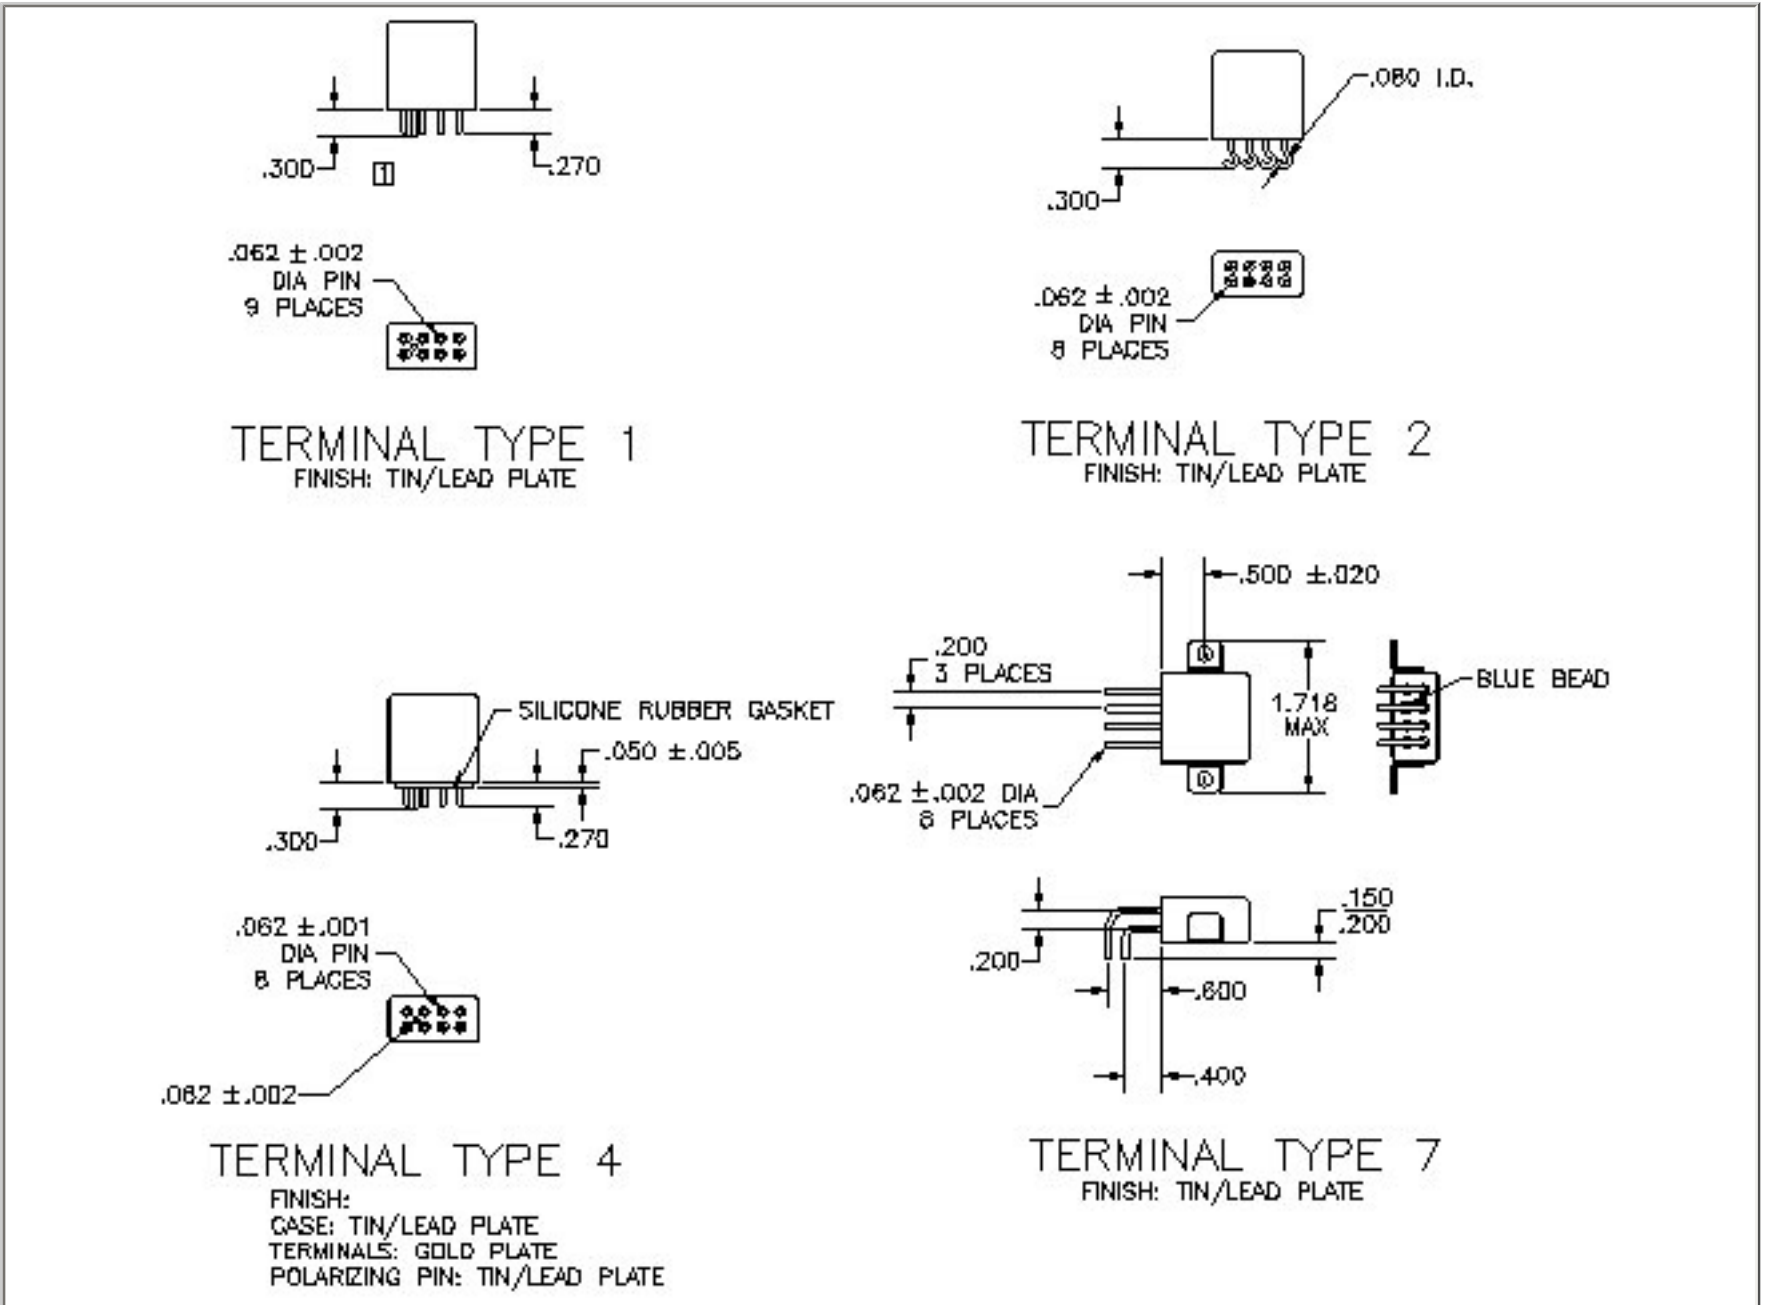 .300
1
.270
.062 ±.002
DIA PIN
9 PLACES
TERMINAL TYPE 1
FINISH: TIN/LEAD PLATE
.080 I.D.
.300
.062 ±.002
DIA PIN
8 PLACES
TERMINAL TYPE 2
FINISH: TIN/LEAD PLATE
SILICONE RUBBER GASKET
.050 ±.005
.300
.270
.062 ±.001
DIA PIN
8 PLACES
.062 ±.002
TERMINAL TYPE 4
FINISH:
CASE: TIN/LEAD PLATE
TERMINALS: GOLD PLATE
POLARIZING PIN: TIN/LEAD PLATE
.500 ±.020
.200
3 PLACES
1.718
MAX
BLUE BEAD
.062 ±.002 DIA
8 PLACES
.150
.200
.200
.600
.400
TERMINAL TYPE 7
FINISH: TIN/LEAD PLATE